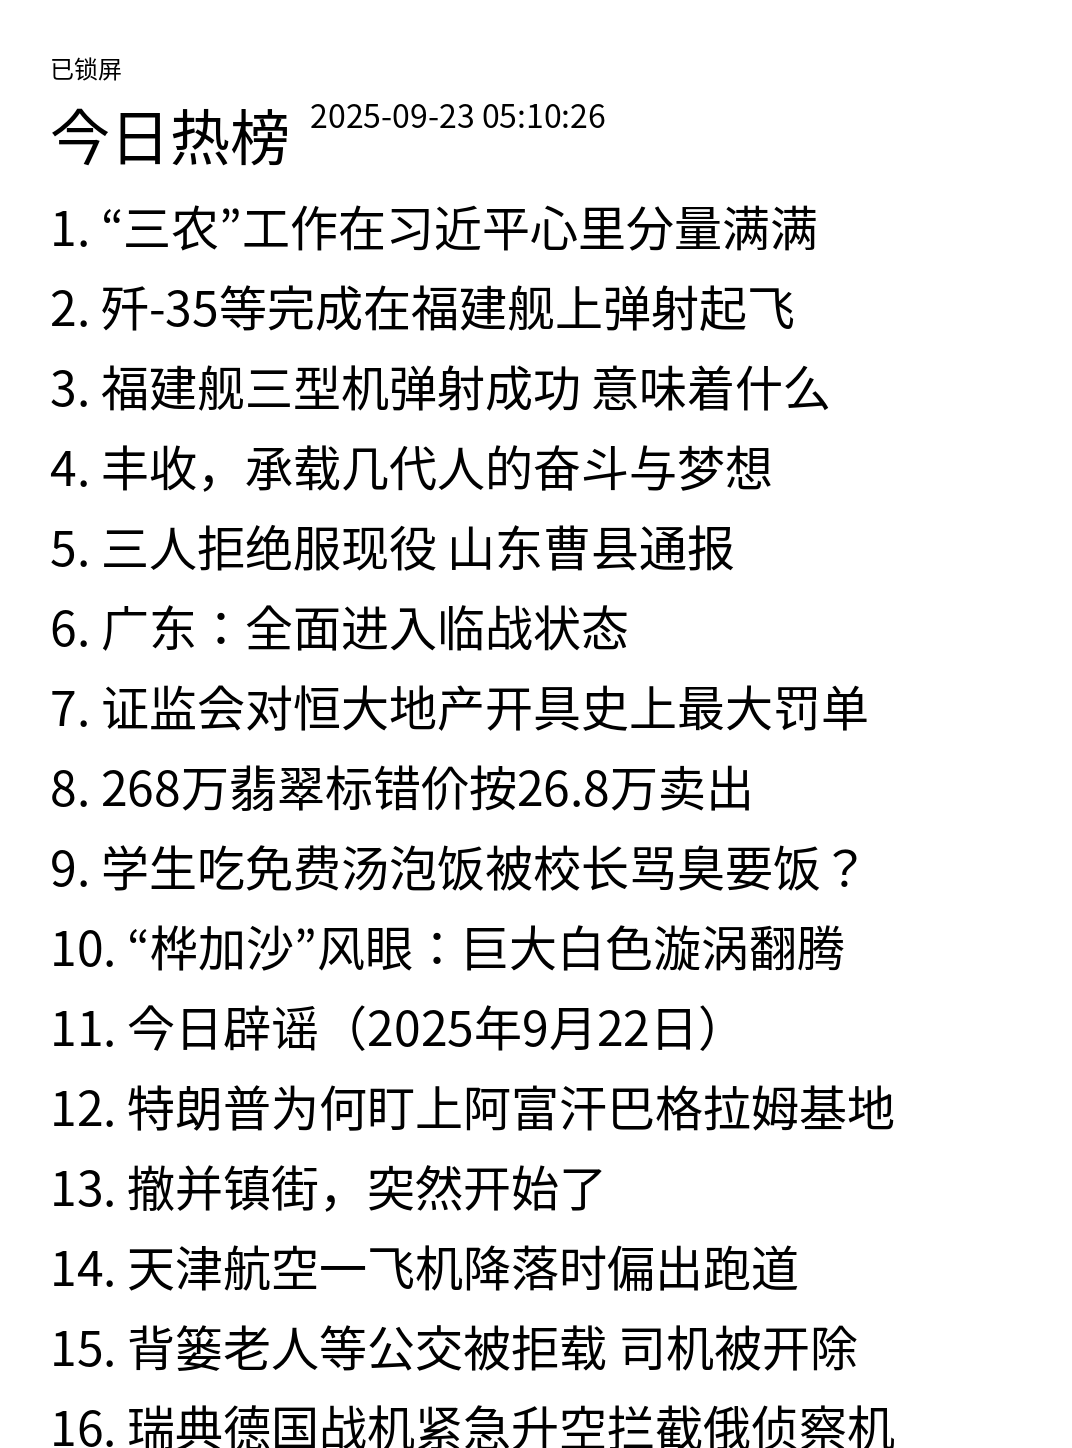 已锁屏
今日热榜 2025-09-23 05:10:26
1. “三农”工作在习近平心里分量满满
2. 歼-35等完成在福建舰上弹射起飞
3. 福建舰三型机弹射成功 意味着什么
4. 丰收，承载几代人的奋斗与梦想
5. 三人拒绝服现役 山东曹县通报
6. 广东：全面进入临战状态
7. 证监会对恒大地产开具史上最大罚单
8. 268万翡翠标错价按26.8万卖出
9. 学生吃免费汤泡饭被校长骂臭要饭？
10. “桦加沙”风眼：巨大白色漩涡翻腾
11. 今日辟谣（2025年9月22日）
12. 特朗普为何盯上阿富汗巴格拉姆基地
13. 撤并镇街，突然开始了
14. 天津航空一飞机降落时偏出跑道
15. 背篓老人等公交被拒载 司机被开除
16. 瑞典德国战机紧急升空拦截俄侦察机